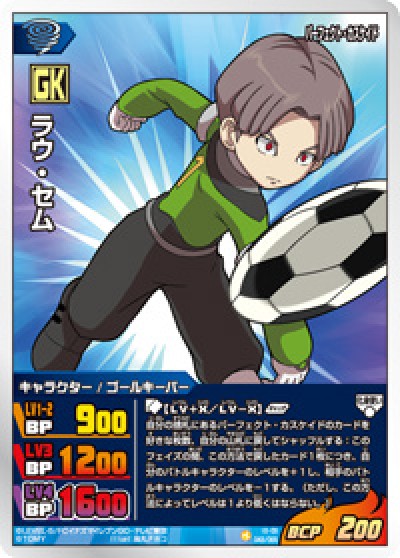 パーフェクト・カスケイド
GK
ラウ・セム
キャラクター / ゴールキーパー
LV1-2
BP 900
LV3
BP 1200
LV4
BP 1600
【LV+X/LV-X】
自分の捨札にあるパーフェクト・カスケイドのカードを
好きな枚数、自分の山札に戻してシャッフルする：この
フェイズの間、この方法で戻したカード1枚につき、自
分のバトルキャラクターのレベルを+1し、相手のバト
ルキャラクターのレベルを-1する。（ただし、この方
法によってレベルは1より低くはならない。）
BCP 200
©TOMY